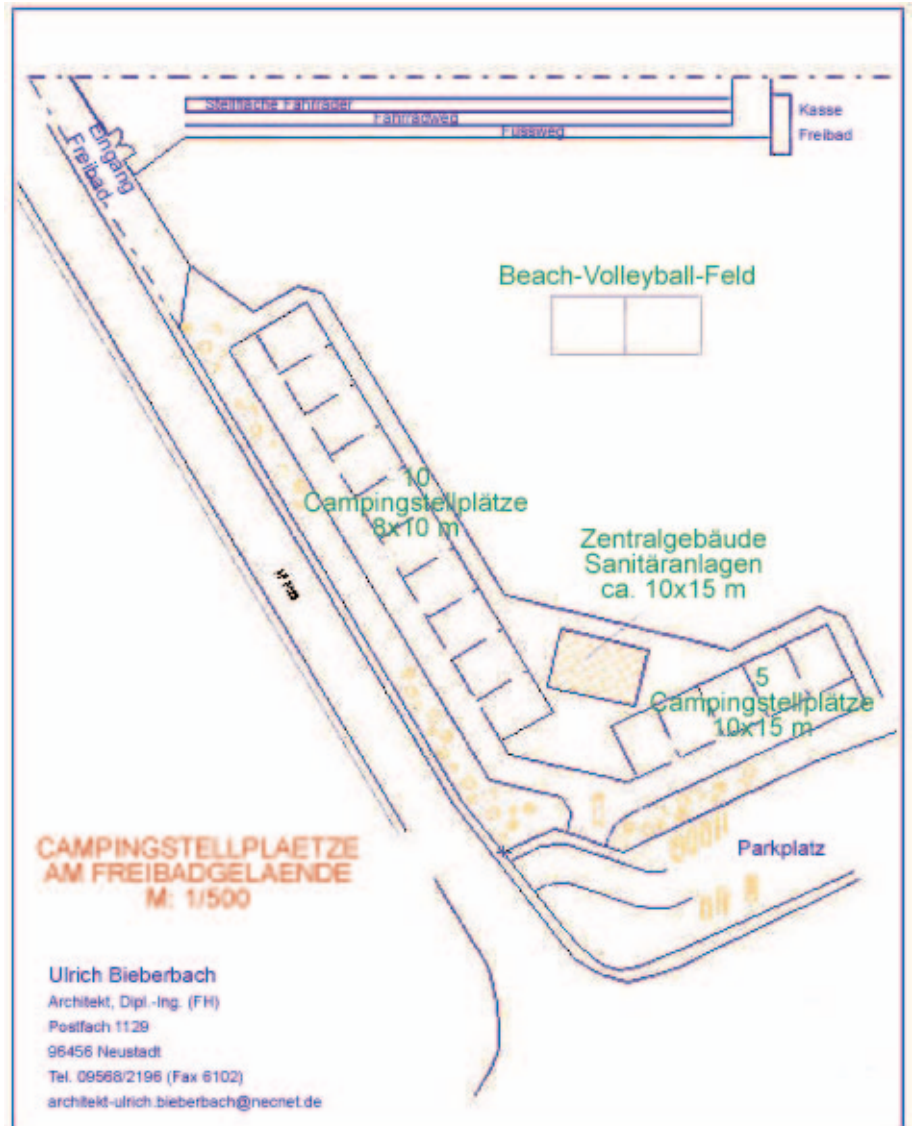 Stellfläche Fahrräder
Fahrradweg
Fussweg
Kasse
Freibad
Eingang
Freibad
Beach-Volleyball-Feld
10
Campingstellplätze
8x10 m
Zentralgebäude
Sanitäranlagen
ca. 10x15 m
5
Campingstellplätze
10x15 m
Parkplatz
CAMPINGSTELLPLAETZE
AM FREIBADGELAENDE
M: 1/500
Ulrich Bieberbach
Architekt, Dipl.-Ing. (FH)
Postfach 1129
96456 Neustadt
Tel. 09568/2196 (Fax 6102)
architekt-ulrich.bieberbach@necnet.de